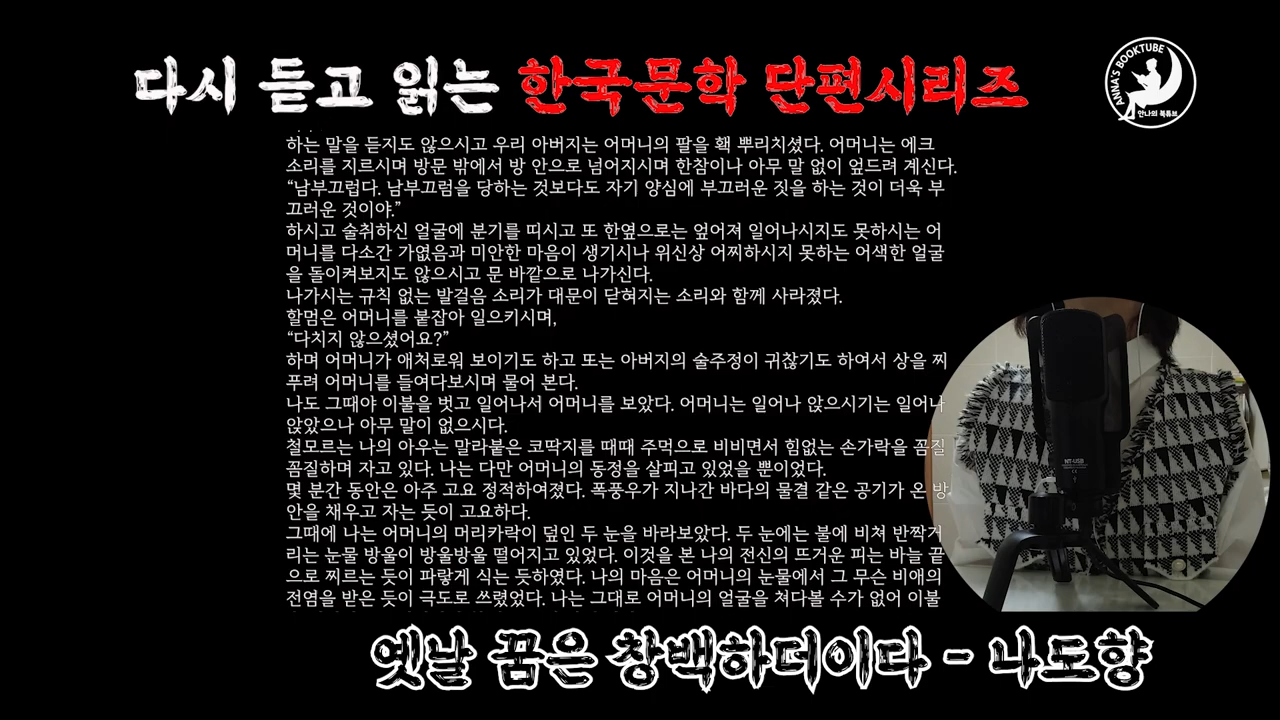 다시 듣고 읽는 한국문학 단편시리즈
ANNA'S BOOKTUBE
안나의 북튜브
하는 말을 듣지도 않으시고 우리 아버지는 어머니의 팔을 홱 뿌리치셨다. 어머니는 에크
소리를 지르시며 방문 밖에서 방 안으로 넘어지시며 한참이나 아무 말 없이 엎드려 계신다.
“남부끄럽다. 남부끄럼을 당하는 것보다도 자기 양심에 부끄러운 짓을 하는 것이 더욱 부
끄러운 것이야.”
하시고 술취하신 얼굴에 분기를 띠시고 또 한옆으로는 엎어져 일어나시지도 못하시는 어
머니를 다소간 가엾음과 미안한 마음이 생기시나 위신상 어찌하시지 못하는 어색한 얼굴
을 돌이켜보지도 않으시고 문 바깥으로 나가신다.
나가시는 규칙 없는 발걸음 소리가 대문이 닫혀지는 소리와 함께 사라졌다.
할멈은 어머니를 붙잡아 일으키시며,
“다치지 않으셨어요?”
하며 어머니가 애처로워 보이기도 하고 또는 아버지의 술주정이 귀찮기도 하여서 상을 찌
푸려 어머니를 들여다보시며 물어 본다.
나도 그때야 이불을 벗고 일어나서 어머니를 보았다. 어머니는 일어나 앉으시기는 일어나
앉았으나 아무 말이 없으시다.
철모르는 나의 아우는 말라붙은 코딱지를 때때 주먹으로 비비면서 힘없는 손가락을 꼼질
꼼질하며 자고 있다. 나는 다만 어머니의 동정을 살피고 있었을 뿐이었다.
몇 분간 동안은 아주 고요 정적하여졌다. 폭풍우가 지나간 바다의 물결 같은 공기가 온 방
안을 채우고 자는 듯이 고요하다.
그때에 나는 어머니의 머리카락이 덮인 두 눈을 바라보았다. 두 눈에는 불에 비쳐 반짝거
리는 눈물 방울이 방울방울 떨어지고 있었다. 이것을 본 나의 전신의 뜨거운 피는 바늘 끝
으로 찌르는 듯이 파랗게 식는 듯하였다. 나의 마음은 어머니의 눈물에서 그 무슨 비애의
전염을 받은 듯이 극도로 쓰렸었다. 나는 그대로 어머니의 얼굴을 쳐다볼 수가 없어 이불
NT-USB
옛날 꿈은 창백하더이다 - 나도향